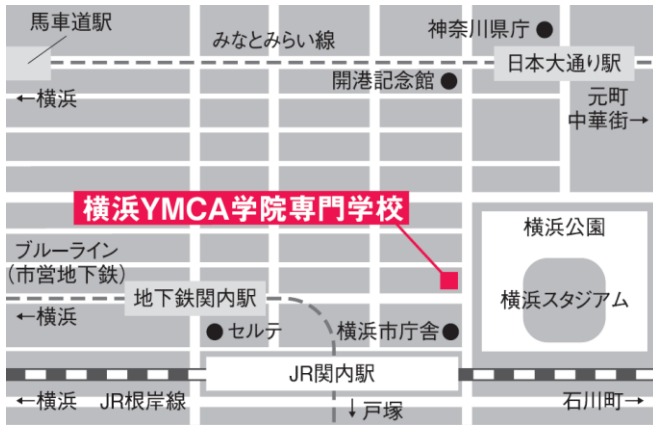 馬車道駅
みなとみらい線
神奈川県庁
日本大通り駅
開港記念館
←横浜
元町
中華街→
横浜YMCA学院専門学校
横浜公園
ブルーライン
(市営地下鉄)
地下鉄関内駅
横浜スタジアム
←横浜
セルテ
横浜市庁舎
JR関内駅
←横浜
JR根岸線
↓戸塚
石川町→